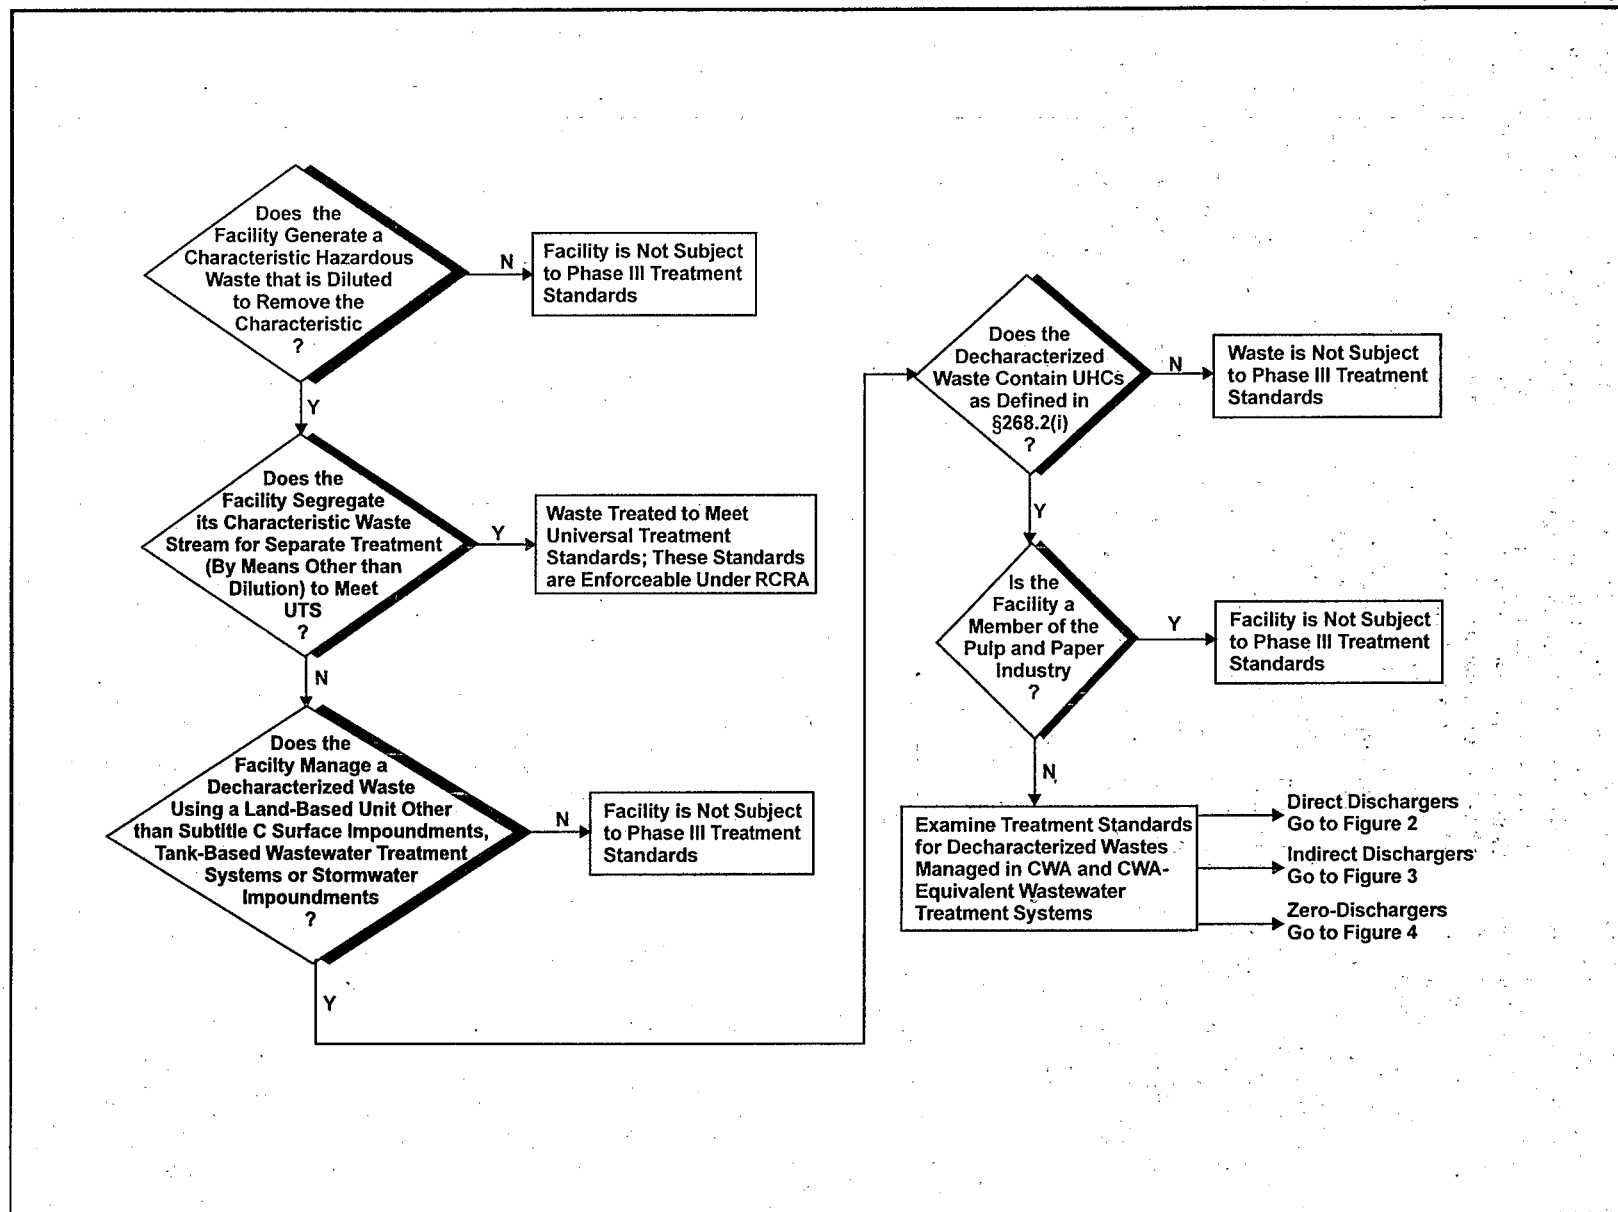 Does the
Facility Generate a
Characteristic Hazardous
Waste that is Diluted
to Remove the
Characteristic
?
N
Facility is Not Subject
to Phase III Treatment
Standards
Y
Does the
Facility Segregate
its Characteristic Waste
Stream for Separate Treatment
(By Means Other than
Dilution) to Meet
UTS
?
Y
Waste Treated to Meet
Universal Treatment
Standards; These Standards
are Enforceable Under RCRA
N
Does the
Facilty Manage a
Decharacterized Waste
Using a Land-Based Unit Other
than Subtitle C Surface Impoundments,
Tank-Based Wastewater Treatment
Systems or Stormwater
Impoundments
?
N
Facility is Not Subject
to Phase III Treatment
Standards
Y
Does the
Decharacterized
Waste Contain UHCs
as Defined in
§268.2(i)
?
N
Waste is Not Subject
to Phase III Treatment
Standards
Y
Is the
Facility a
Member of the
Pulp and Paper
Industry
?
Y
Facility is Not Subject
to Phase III Treatment
Standards
N
Examine Treatment Standards
for Decharacterized Wastes
Managed in CWA and CWA-
Equivalent Wastewater
Treatment Systems
Direct Dischargers
Go to Figure 2
Indirect Dischargers
Go to Figure 3
Zero-Dischargers
Go to Figure 4